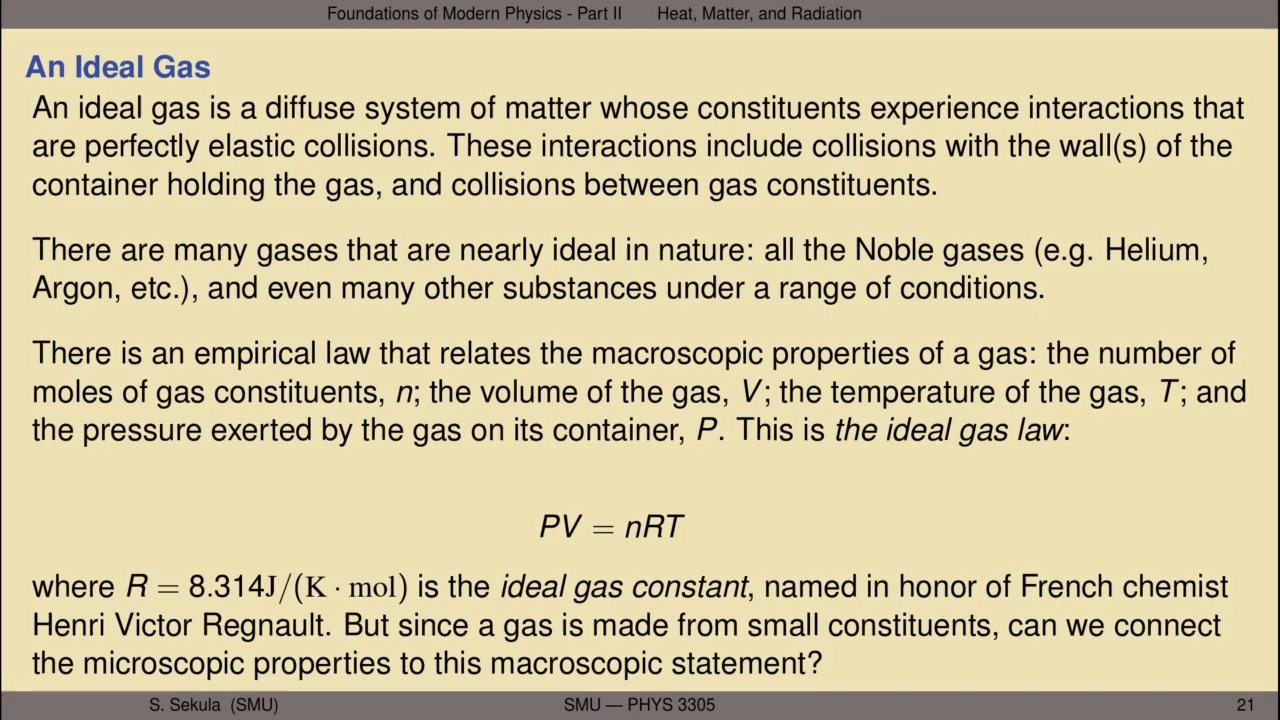 Foundations of Modern Physics - Part II Heat, Matter, and Radiation
An Ideal Gas
An ideal gas is a diffuse system of matter whose constituents experience interactions that
are perfectly elastic collisions. These interactions include collisions with the wall(s) of the
container holding the gas, and collisions between gas constituents.
There are many gases that are nearly ideal in nature: all the Noble gases (e.g. Helium,
Argon, etc.), and even many other substances under a range of conditions.
There is an empirical law that relates the macroscopic properties of a gas: the number of
moles of gas constituents, n; the volume of the gas, V; the temperature of the gas, T; and
the pressure exerted by the gas on its container, P. This is the ideal gas law:
PV = nRT
where R = 8.314J/(K · mol) is the ideal gas constant, named in honor of French chemist
Henri Victor Regnault. But since a gas is made from small constituents, can we connect
the microscopic properties to this macroscopic statement?
S. Sekula (SMU) SMU — PHYS 3305 21